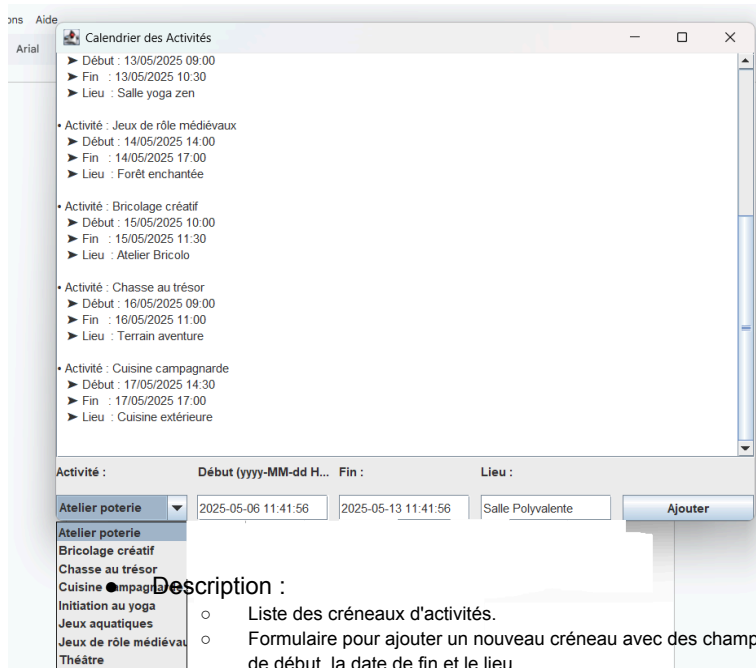 ons Aide
Arial
Calendrier des Activités
➤ Début : 13/05/2025 09:00
➤ Fin : 13/05/2025 10:30
➤ Lieu : Salle yoga zen
• Activité : Jeux de rôle médiévaux
➤ Début : 14/05/2025 14:00
➤ Fin : 14/05/2025 17:00
➤ Lieu : Forêt enchantée
• Activité : Bricolage créatif
➤ Début : 15/05/2025 10:00
➤ Fin : 15/05/2025 11:30
➤ Lieu : Atelier Bricolo
• Activité : Chasse au trésor
➤ Début : 16/05/2025 09:00
➤ Fin : 16/05/2025 11:00
➤ Lieu : Terrain aventure
• Activité : Cuisine campagnarde
➤ Début : 17/05/2025 14:30
➤ Fin : 17/05/2025 17:00
➤ Lieu : Cuisine extérieure
Activité : Début (yyyy-MM-dd H... Fin : Lieu :
Atelier poterie 2025-05-06 11:41:56 2025-05-13 11:41:56 Salle Polyvalente Ajouter
Atelier poterie
Bricolage créatif
Chasse au trésor
Cuisine
Initiation au yoga
Jeux aquatiques
Jeux de rôle médiévau
Théâtre
● Description :
○ Liste des créneaux d'activités.
○ Formulaire pour ajouter un nouveau créneau avec des champ
de début, la date de fin et le lieu